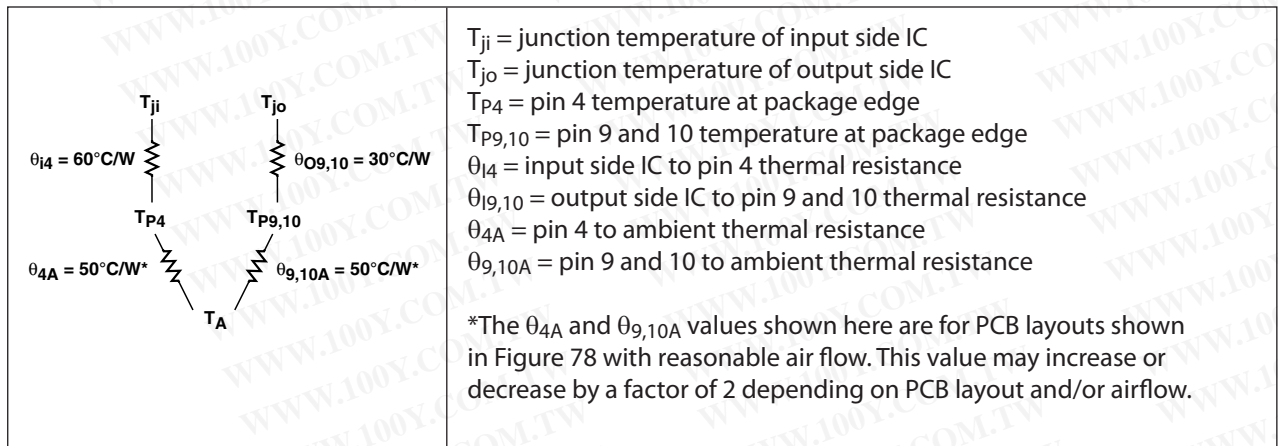 Tji
Tjo
θi4 = 60°C/W
θO9,10 = 30°C/W
TP4
TP9,10
θ4A = 50°C/W*
θ9,10A = 50°C/W*
TA
Tji = junction temperature of input side IC
Tjo = junction temperature of output side IC
TP4 = pin 4 temperature at package edge
TP9,10 = pin 9 and 10 temperature at package edge
θI4 = input side IC to pin 4 thermal resistance
θI9,10 = output side IC to pin 9 and 10 thermal resistance
θ4A = pin 4 to ambient thermal resistance
θ9,10A = pin 9 and 10 to ambient thermal resistance
*The θ4A and θ9,10A values shown here are for PCB layouts shown
in Figure 78 with reasonable air flow. This value may increase or
decrease by a factor of 2 depending on PCB layout and/or airflow.
WWW.100Y.COM.TW